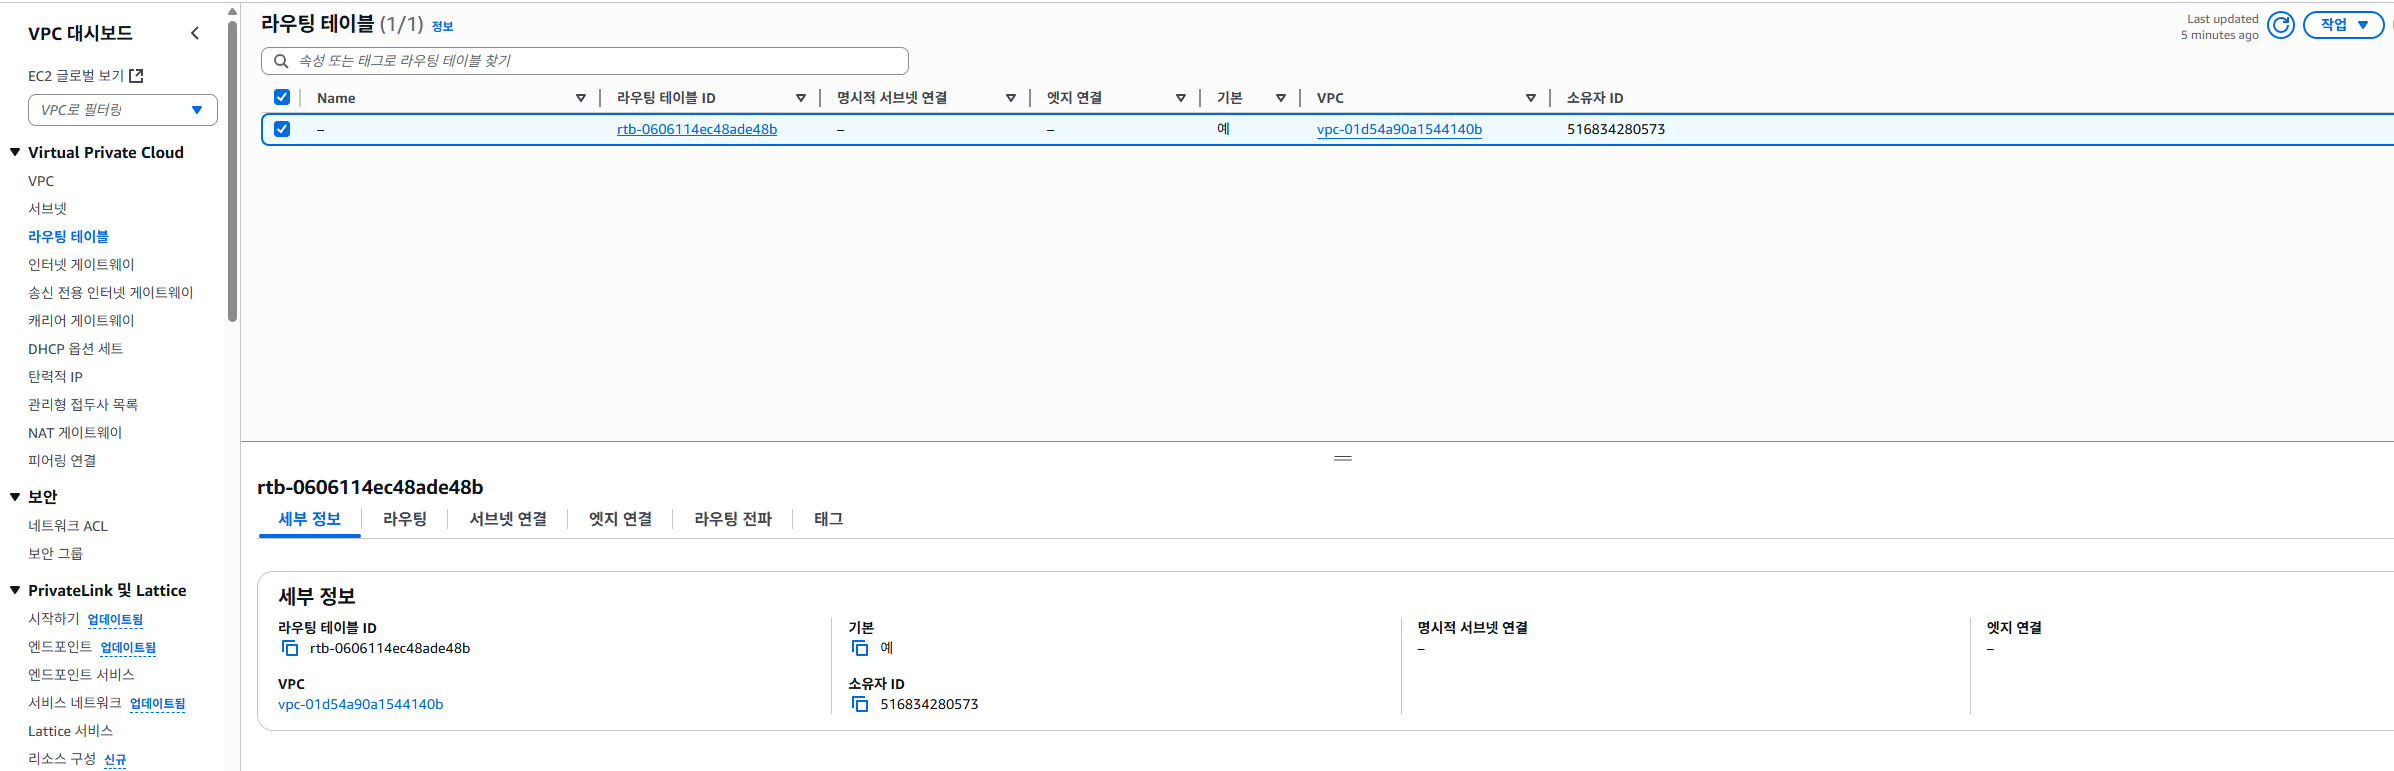 VPC 대시보드
EC2 글로벌 보기
VPC로 필터링
Virtual Private Cloud
VPC
서브넷
라우팅 테이블
인터넷 게이트웨이
송신 전용 인터넷 게이트웨이
캐리어 게이트웨이
DHCP 옵션 세트
탄력적 IP
관리형 접두사 목록
NAT 게이트웨이
피어링 연결
보안
네트워크 ACL
보안 그룹
PrivateLink 및 Lattice
시작하기 업데이트됨
엔드포인트 업데이트됨
엔드포인트 서비스
서비스 네트워크 업데이트됨
Lattice 서비스
리소스 구성 신규
라우팅 테이블 (1/1) 정보
Last updated
5 minutes ago
작업
속성 또는 태그로 라우팅 테이블 찾기
Name 라우팅 테이블 ID 명시적 서브넷 연결 엣지 연결 기본 VPC 소유자 ID
– rtb-0606114ec48ade48b – – 예 vpc-01d54a90a1544140b 516834280573
rtb-0606114ec48ade48b
세부 정보 라우팅 서브넷 연결 엣지 연결 라우팅 전파 태그
세부 정보
라우팅 테이블 ID
rtb-0606114ec48ade48b
기본
예
명시적 서브넷 연결
–
엣지 연결
–
VPC
vpc-01d54a90a1544140b
소유자 ID
516834280573